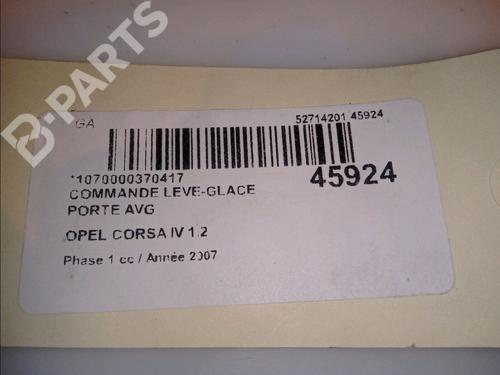 B-PARTS
GA
52714201 45924
*1070000370417
45924
COMMANDE LEVE-GLACE
PORTE AVG
OPEL CORSA IV 1.2
Phase 1 cc / Année 2007